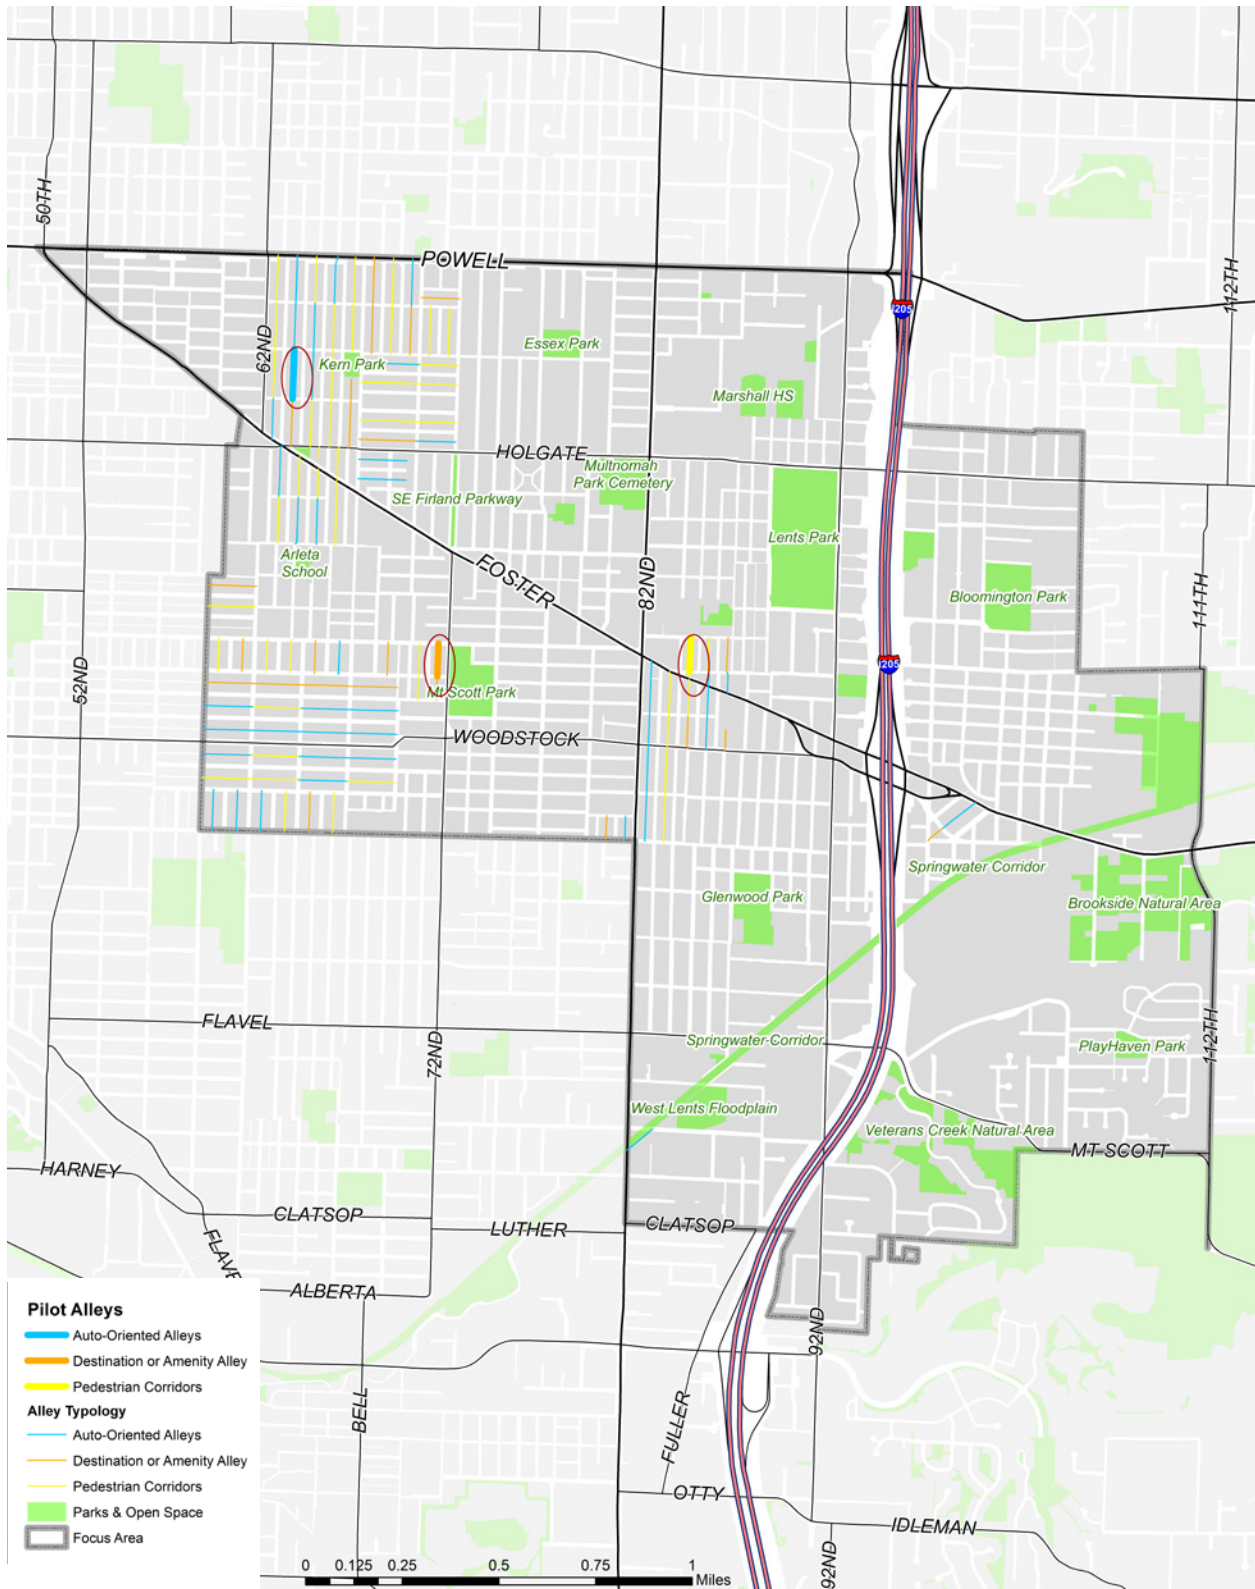 50TH
POWELL
112TH
I205
62ND
Kern Park
Essex Park
Marshall HS
HOLGATE
Multnomah
Park Cemetery
SE Firland Parkway
Lents Park
Arleta
School
FOSTER
82ND
Bloomington Park
111TH
52ND
I205
Mt Scott Park
WOODSTOCK
Springwater Corridor
Glenwood Park
Brookside Natural Area
FLAVEL
72ND
Springwater-Corridor
PlayHaven Park
112TH
West Lents Floodplain
Veterans Creek Natural Area
MT SCOTT
HARNEY
CLATSOP
LUTHER
CLATSOP
FLAVE
ALBERTA
92ND
BELL
FULLER
OTTY
IDLEMAN
92ND
Pilot Alleys
Auto-Oriented Alleys
Destination or Amenity Alley
Pedestrian Corridors
Alley Typology
Auto-Oriented Alleys
Destination or Amenity Alley
Pedestrian Corridors
Parks & Open Space
Focus Area
0 0.125 0.25 0.5 0.75 1
Miles